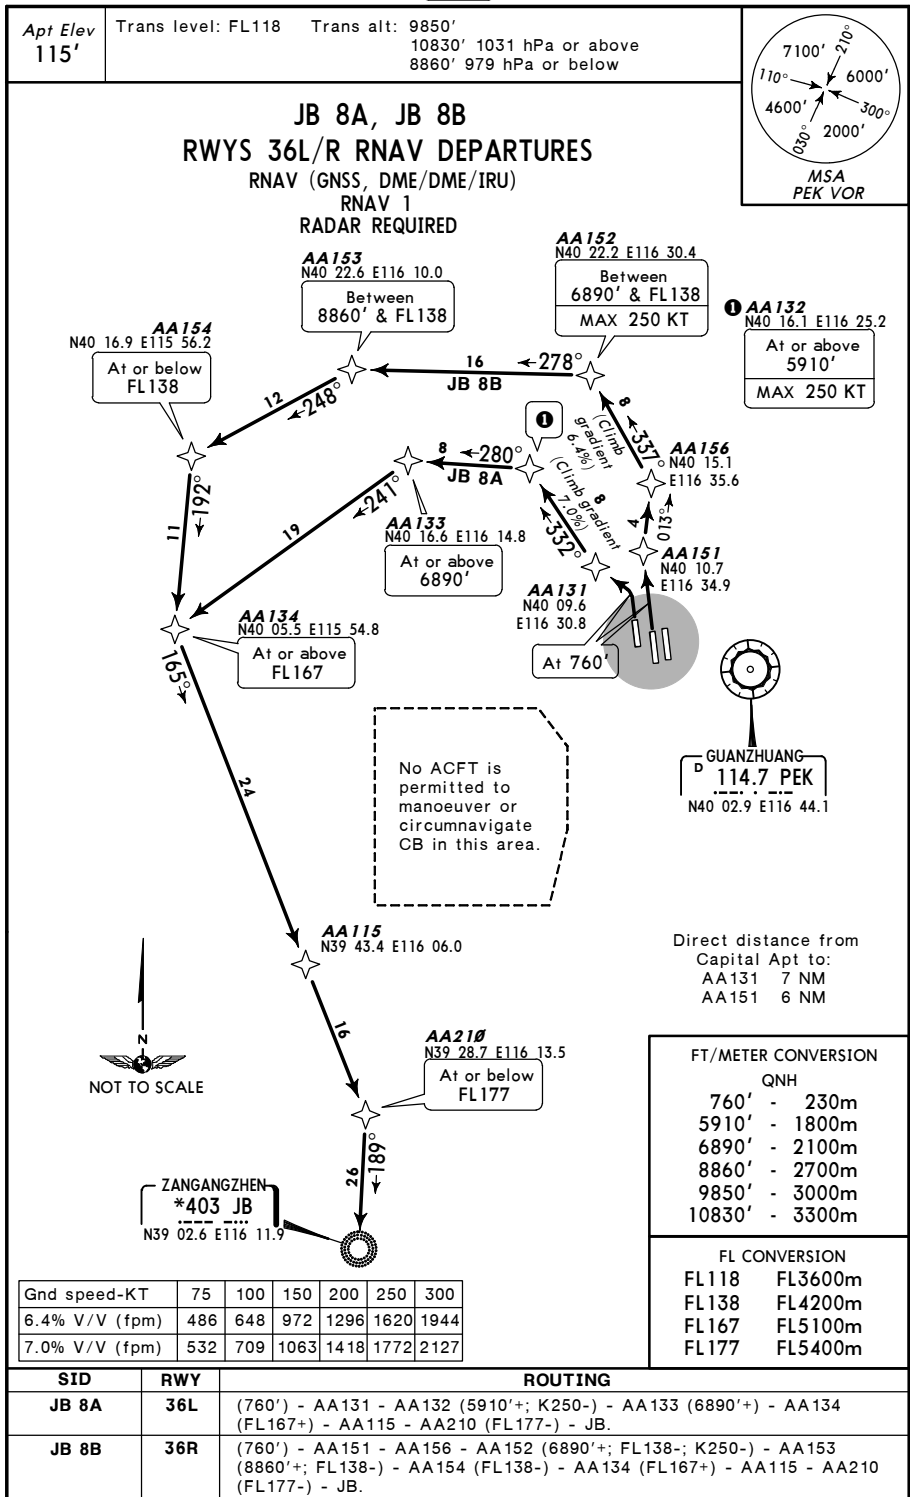 Apt Elev
115'
Trans level: FL118 Trans alt: 9850'
10830' 1031 hPa or above
8860' 979 hPa or below
7100'
210°
110°
6000'
4600'
300°
030°
2000'
MSA
PEK VOR
JB 8A, JB 8B
RWYS 36L/R RNAV DEPARTURES
RNAV (GNSS, DME/DME/IRU)
RNAV 1
RADAR REQUIRED
AA153
N40 22.6 E116 10.0
Between
8860' & FL138
AA152
N40 22.2 E116 30.4
Between
6890' & FL138
MAX 250 KT
1 AA132
N40 16.1 E116 25.2
At or above
5910'
MAX 250 KT
AA154
N40 16.9 E115 56.2
At or below
FL138
16
278°
JB 8B
12
248°
1
8
337°
(Climb
gradient
6.4%)
AA156
N40 15.1
E116 35.6
8
280°
JB 8A
8
(Climb gradient
7.0%)
332°
4
013°
192°
11
19
241°
AA133
N40 16.6 E116 14.8
At or above
6890'
AA151
N40 10.7
E116 34.9
AA131
N40 09.6
E116 30.8
At 760'
AA134
N40 05.5 E115 54.8
At or above
FL167
165°
24
No ACFT is
permitted to
manoeuver or
circumnavigate
CB in this area.
GUANZHUANG
D 114.7 PEK
N40 02.9 E116 44.1
AA115
N39 43.4 E116 06.0
Direct distance from
Capital Apt to:
AA131 7 NM
AA151 6 NM
16
N
NOT TO SCALE
AA210
N39 28.7 E116 13.5
At or below
FL177
26
189°
ZANGANGZHEN
*403 JB
N39 02.6 E116 11.9
FT/METER CONVERSION
QNH
760' - 230m
5910' - 1800m
6890' - 2100m
8860' - 2700m
9850' - 3000m
10830' - 3300m
FL CONVERSION
FL118 FL3600m
FL138 FL4200m
FL167 FL5100m
FL177 FL5400m
Gnd speed-KT 75 100 150 200 250 300
6.4% V/V (fpm) 486 648 972 1296 1620 1944
7.0% V/V (fpm) 532 709 1063 1418 1772 2127
SID RWY ROUTING
JB 8A 36L (760') - AA131 - AA132 (5910'+; K250-) - AA133 (6890'+) - AA134
(FL167+) - AA115 - AA210 (FL177-) - JB.
JB 8B 36R (760') - AA151 - AA156 - AA152 (6890'+; FL138-; K250-) - AA153
(8860'+; FL138-) - AA154 (FL138-) - AA134 (FL167+) - AA115 - AA210
(FL177-) - JB.